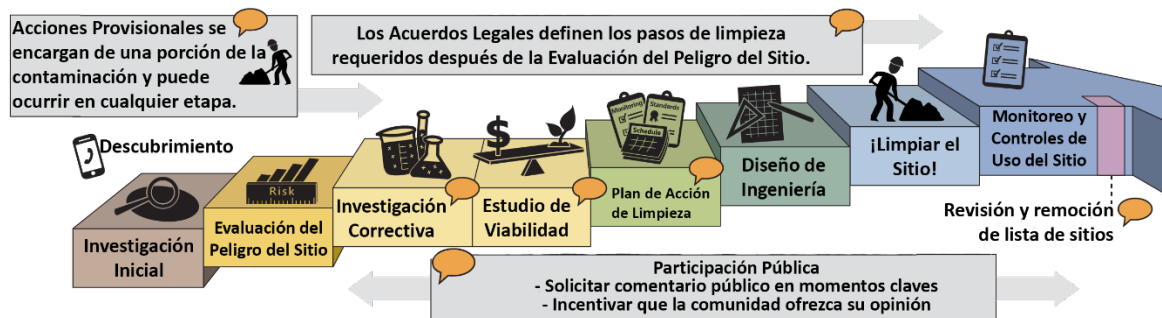 Acciones Provisionales se
encargan de una porción de la
contaminación y puede
ocurrir en cualquier etapa.
Los Acuerdos Legales definen los pasos de limpieza
requeridos después de la Evaluación del Peligro del Sitio.
Descubrimiento
Investigación
Inicial
Risk
Evaluación del
Peligro del Sitio
Investigación
Correctiva
$
Estudio de
Viabilidad
Monitoring
Standards
Schedule
Plan de Acción
de Limpieza
Diseño de
Ingeniería
¡Limpiar el
Sitio!
Monitoreo y
Controles de
Uso del Sitio
Revisión y remoción
de lista de sitios
Participación Pública
- Solicitar comentario público en momentos claves
- Incentivar que la comunidad ofrezca su opinión